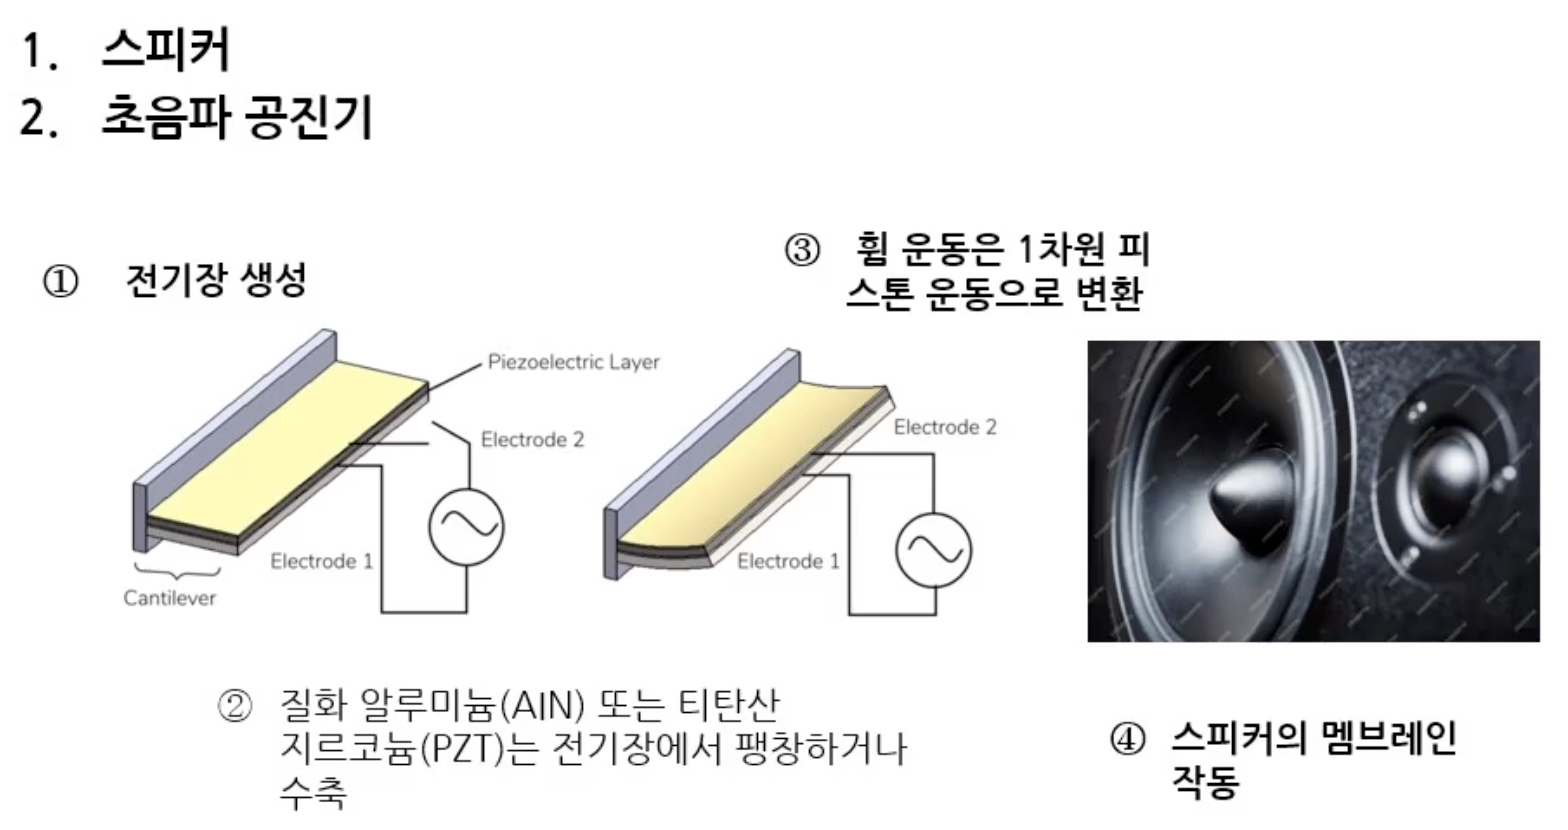 1. 스피커
2. 초음파 공진기
① 전기장 생성
③ 휨 운동은 1차원 피
스톤 운동으로 변환
Piezoelectric Layer
Electrode 2
Electrode 1
Cantilever
Electrode 2
Electrode 1
② 질화 알루미늄(AIN) 또는 티탄산
지르코늄(PZT)는 전기장에서 팽창하거나
수축
④ 스피커의 멤브레인
작동